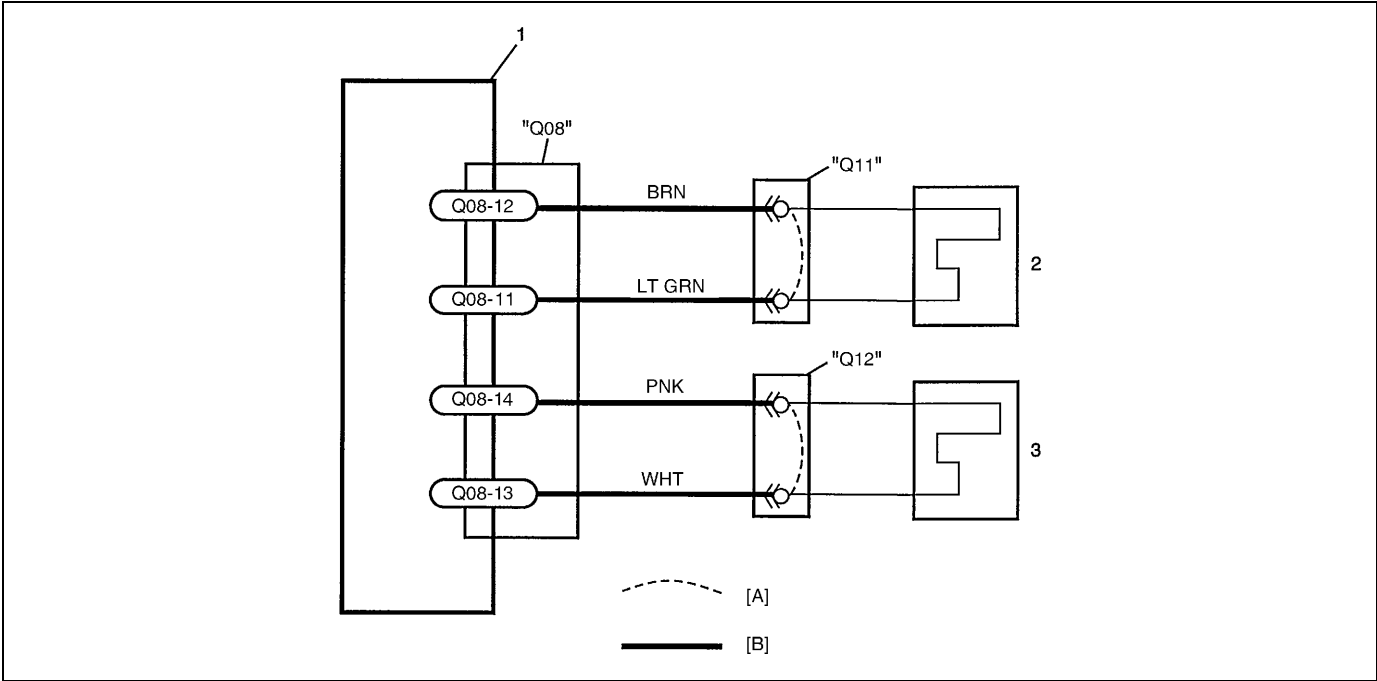 1
"Q08"
"Q11"
Q08-12
BRN
Q08-11
LT GRN
2
"Q12"
Q08-14
PNK
3
Q08-13
WHT
[A]
[B]